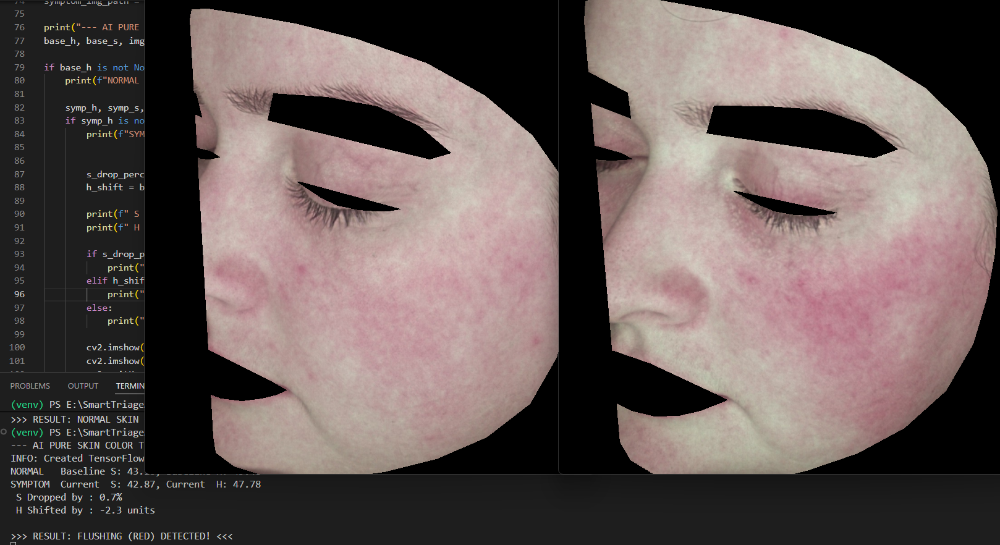 74 symptom_img_path =
75
76 print("--- AI PURE
77 base_h, base_s, img
78
79 if base_h is not No
80 print(f"NORMAL
81
82 symp_h, symp_s,
83 if symp_h is no
84 print(f"SYM
85
86
87 s_drop_perc
88 h_shift = b
89
90 print(f" S
91 print(f" H
92
93 if s_drop_p
94 print("
95 elif h_shif
96 print("
97 else:
98 print("
99
100 cv2.imshow(
101 cv2.imshow(
PROBLEMS OUTPUT TERMIN
(venv) PS E:\SmartTriage
>>> RESULT: NORMAL SKIN
(venv) PS E:\SmartTriage
--- AI PURE SKIN COLOR T
INFO: Created TensorFlow
NORMAL Baseline S: 43.
SYMPTOM Current S: 42.87, Current H: 47.78
S Dropped by : 0.7%
H Shifted by : -2.3 units
>>> RESULT: FLUSHING (RED) DETECTED! <<<